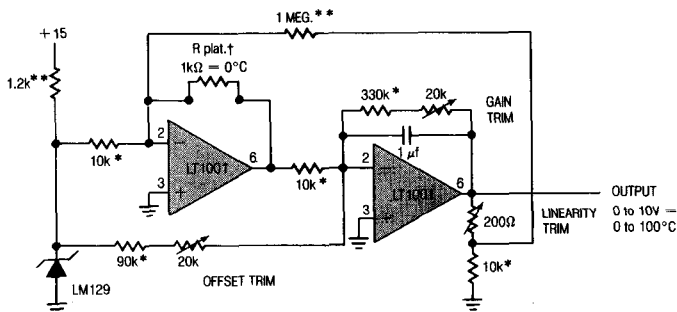 1 MEG.**
+15
R plat.†
1kΩ = 0°C
1.2k**
330k*
20k
GAIN
TRIM
1 μf
2
10k*
LT1001
6
3
10k*
2
LT1001
6
3
OUTPUT
0 to 10V =
0 to 100°C
200Ω
LINEARITY
TRIM
90k*
20k
OFFSET TRIM
10k*
LM129